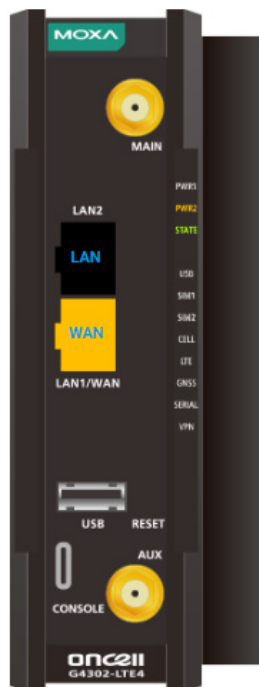 MOXA
MAIN
PWR1
PWR2
STATE
LAN2
LAN
WAN
LAN1/WAN
USB
SIM1
SIM2
CELL
LTE
GNSS
SERIAL
VPN
USB
RESET
AUX
CONSOLE
oncell
G4302-LTE4